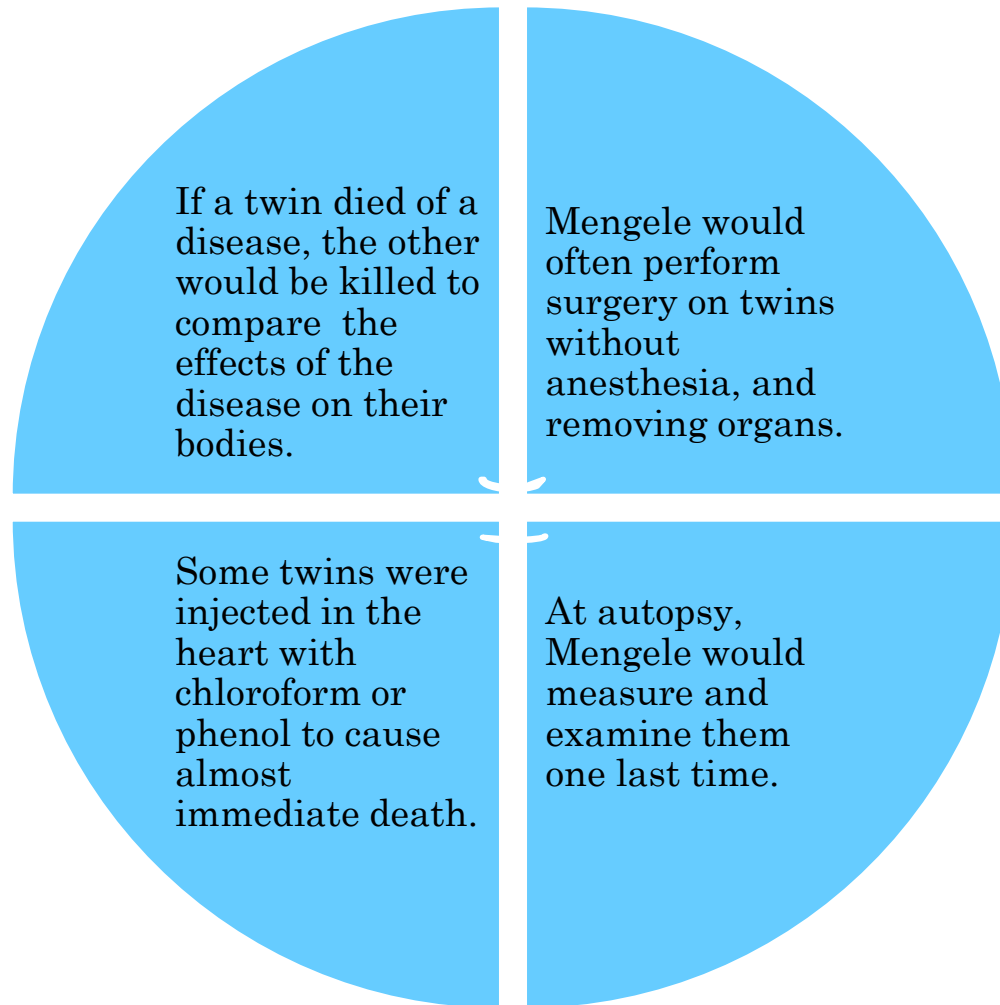 If a twin died of a
disease, the other
would be killed to
compare  the
effects of the
disease on their
bodies.
Mengele would
often perform
surgery on twins
without
anesthesia, and
removing organs.
Some twins were
injected in the
heart with
chloroform or
phenol to cause
almost
immediate death.
At autopsy,
Mengele would
measure and
examine them
one last time.